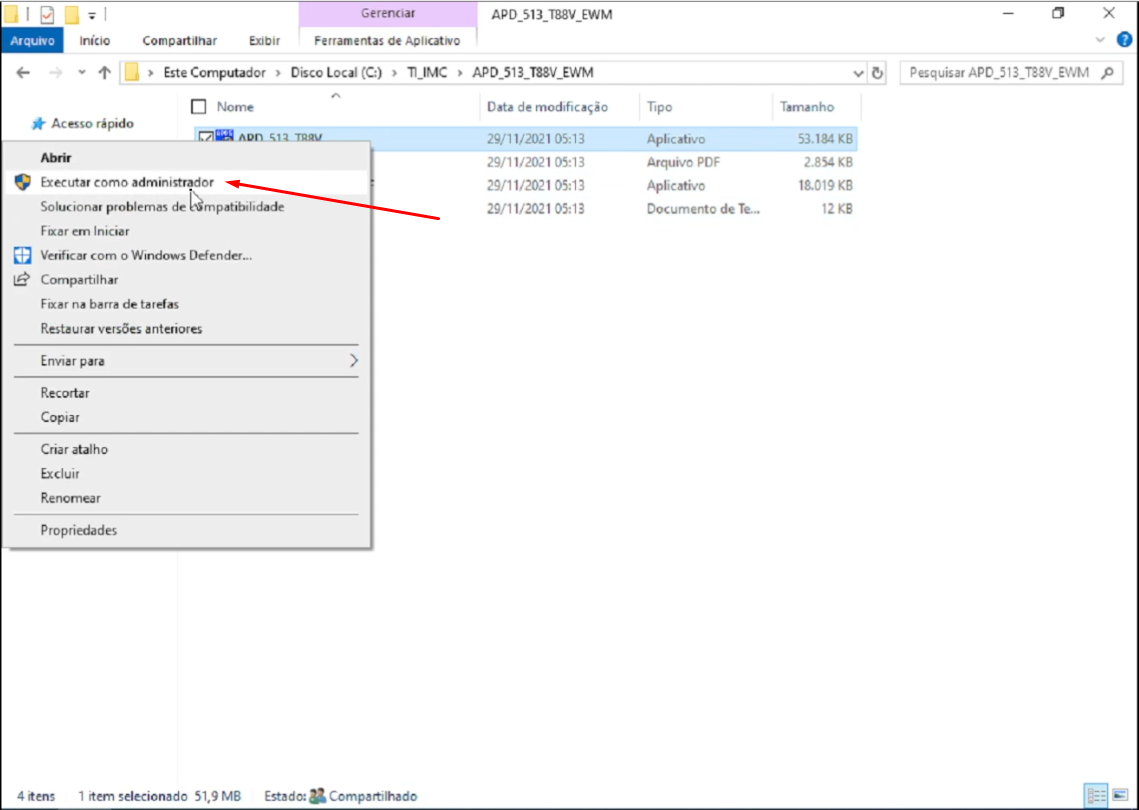 Gerenciar
APD_513_T88V_EWM
Arquivo Início Compartilhar Exibir Ferramentas de Aplicativo
Este Computador > Disco Local (C:) > TI_IMC > APD_513_T88V_EWM
Pesquisar APD_513_T88V_EWM
Acesso rápido
Nome Data de modificação Tipo Tamanho
APD_513_T88V 29/11/2021 05:13 Aplicativo 53.184 KB
29/11/2021 05:13 Arquivo PDF 2.854 KB
29/11/2021 05:13 Aplicativo 18.019 KB
29/11/2021 05:13 Documento de Te... 12 KB
Abrir
Executar como administrador
Solucionar problemas de compatibilidade
Fixar em Iniciar
Verificar com o Windows Defender...
Compartilhar
Fixar na barra de tarefas
Restaurar versões anteriores
Enviar para
Recortar
Copiar
Criar atalho
Excluir
Renomear
Propriedades
4 itens 1 item selecionado 51,9 MB Estado: Compartilhado